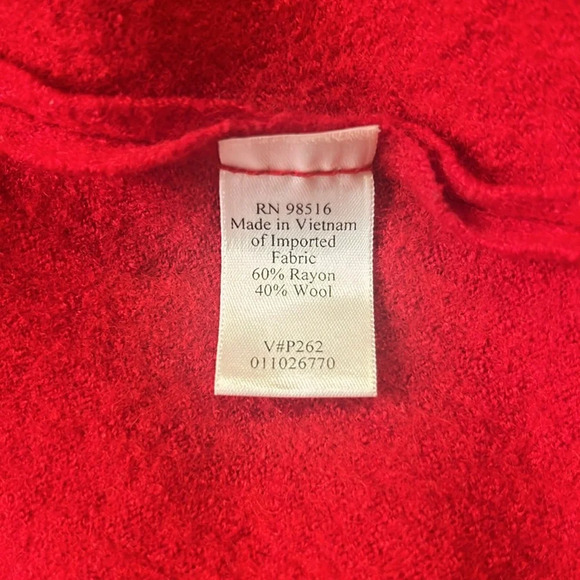 RN 98516
Made in Vietnam
of Imported
Fabric
60% Rayon
40% Wool
V#P262
011026770